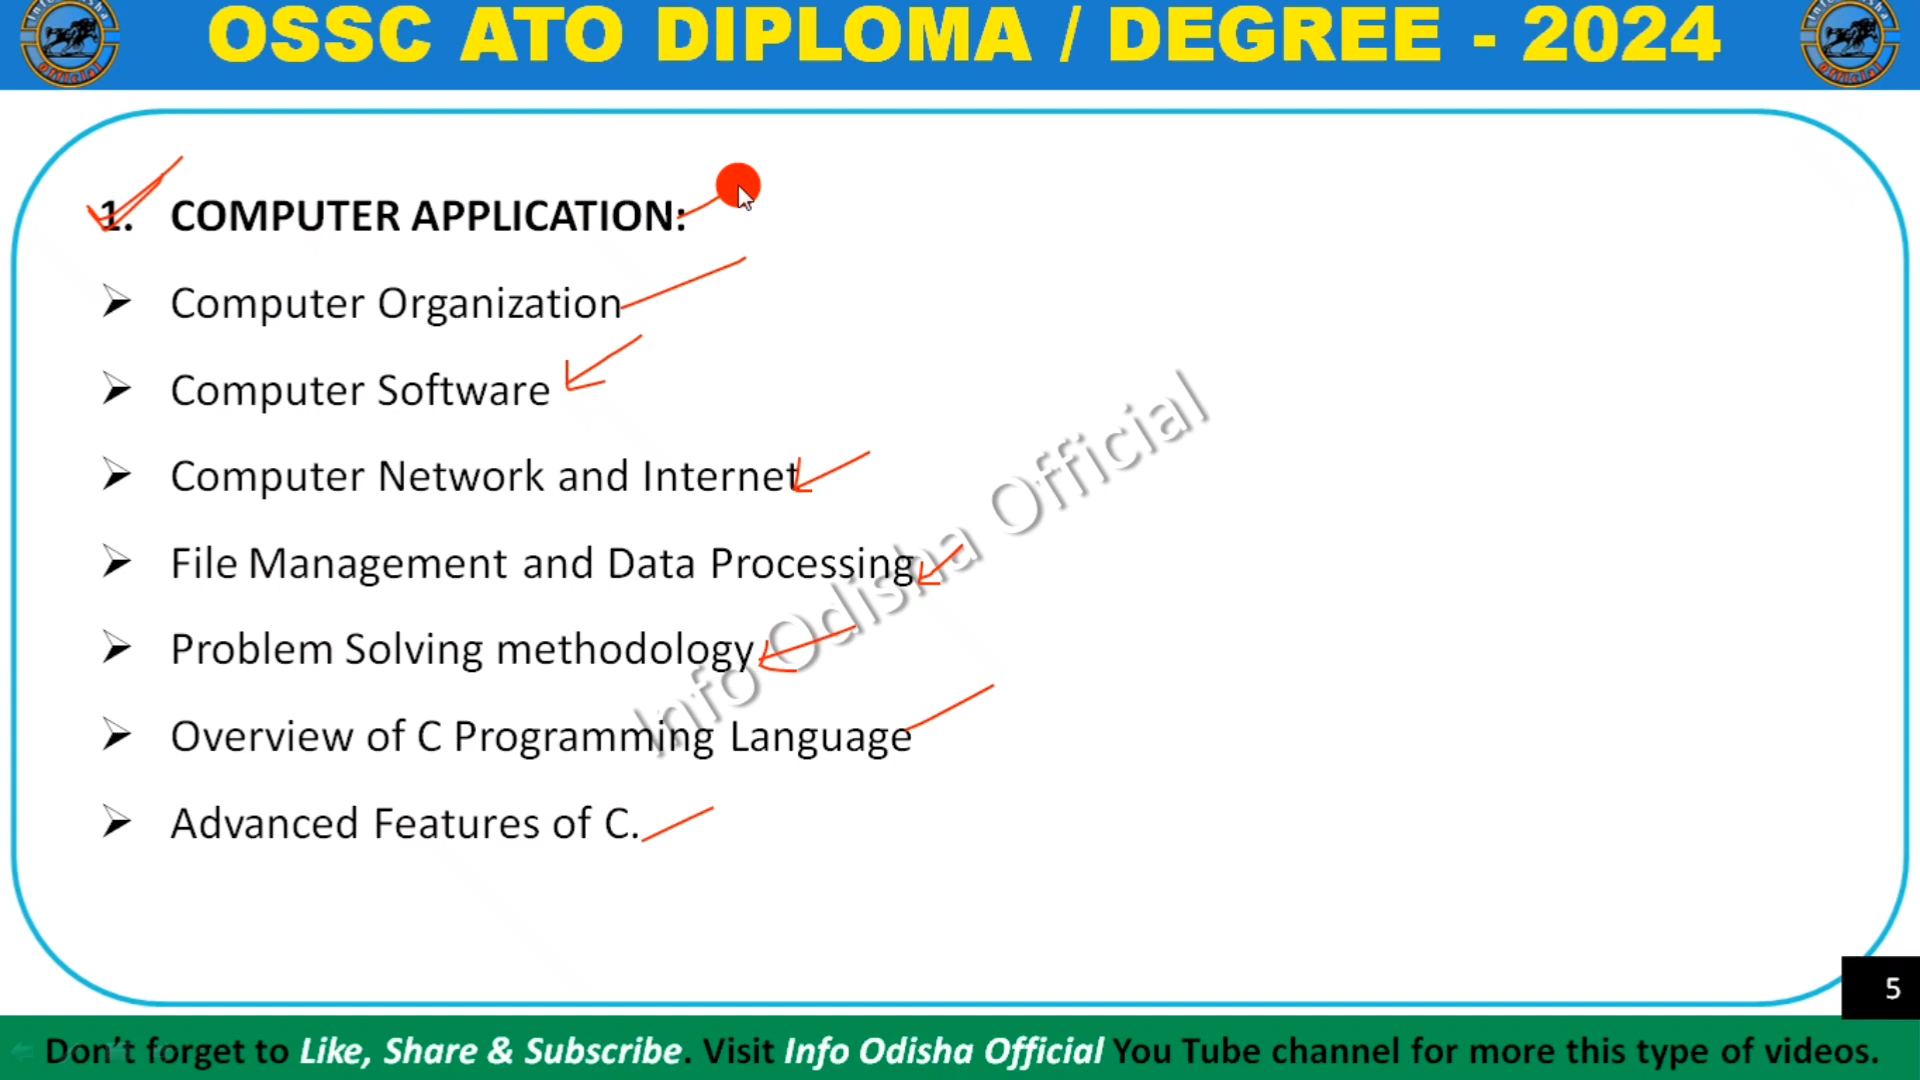 OSSC ATO DIPLOMA / DEGREE - 2024
1. COMPUTER APPLICATION:
Computer Organization
Computer Software
Computer Network and Internet
File Management and Data Processing
Problem Solving methodology
Overview of C Programming Language
Advanced Features of C.
Info Odisha Official
5
Don't forget to Like, Share & Subscribe. Visit Info Odisha Official You Tube channel for more this type of videos.